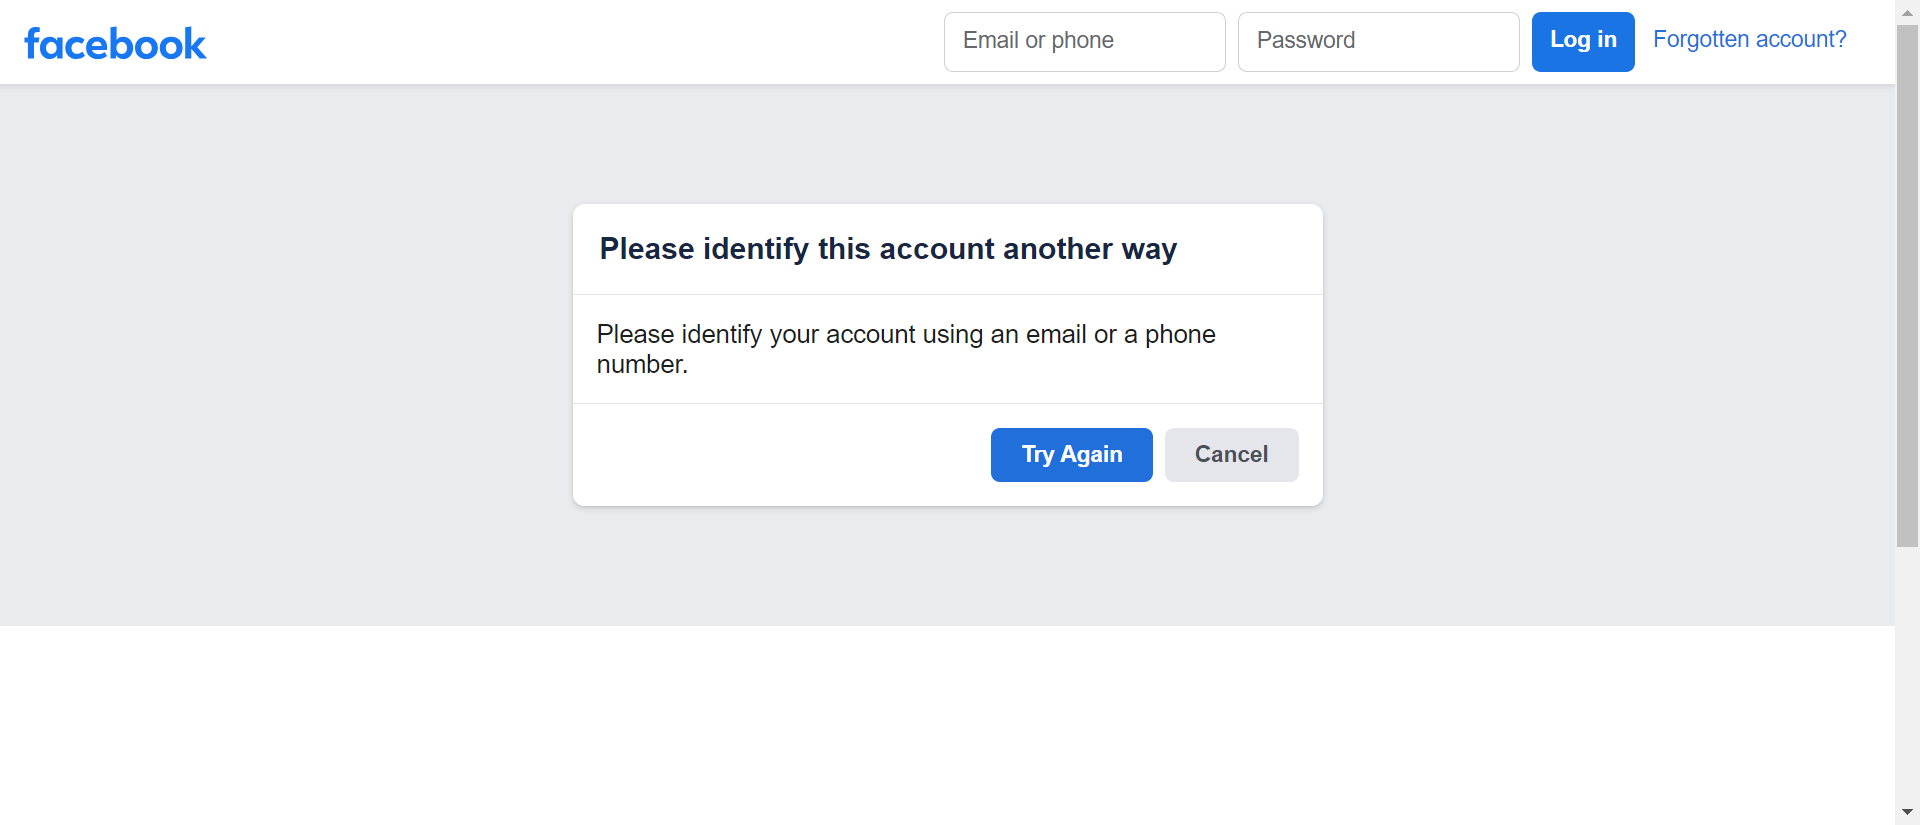 facebook
Email or phone
Password
Log in
Forgotten account?
Please identify this account another way
Please identify your account using an email or a phone
number.
Try Again
Cancel